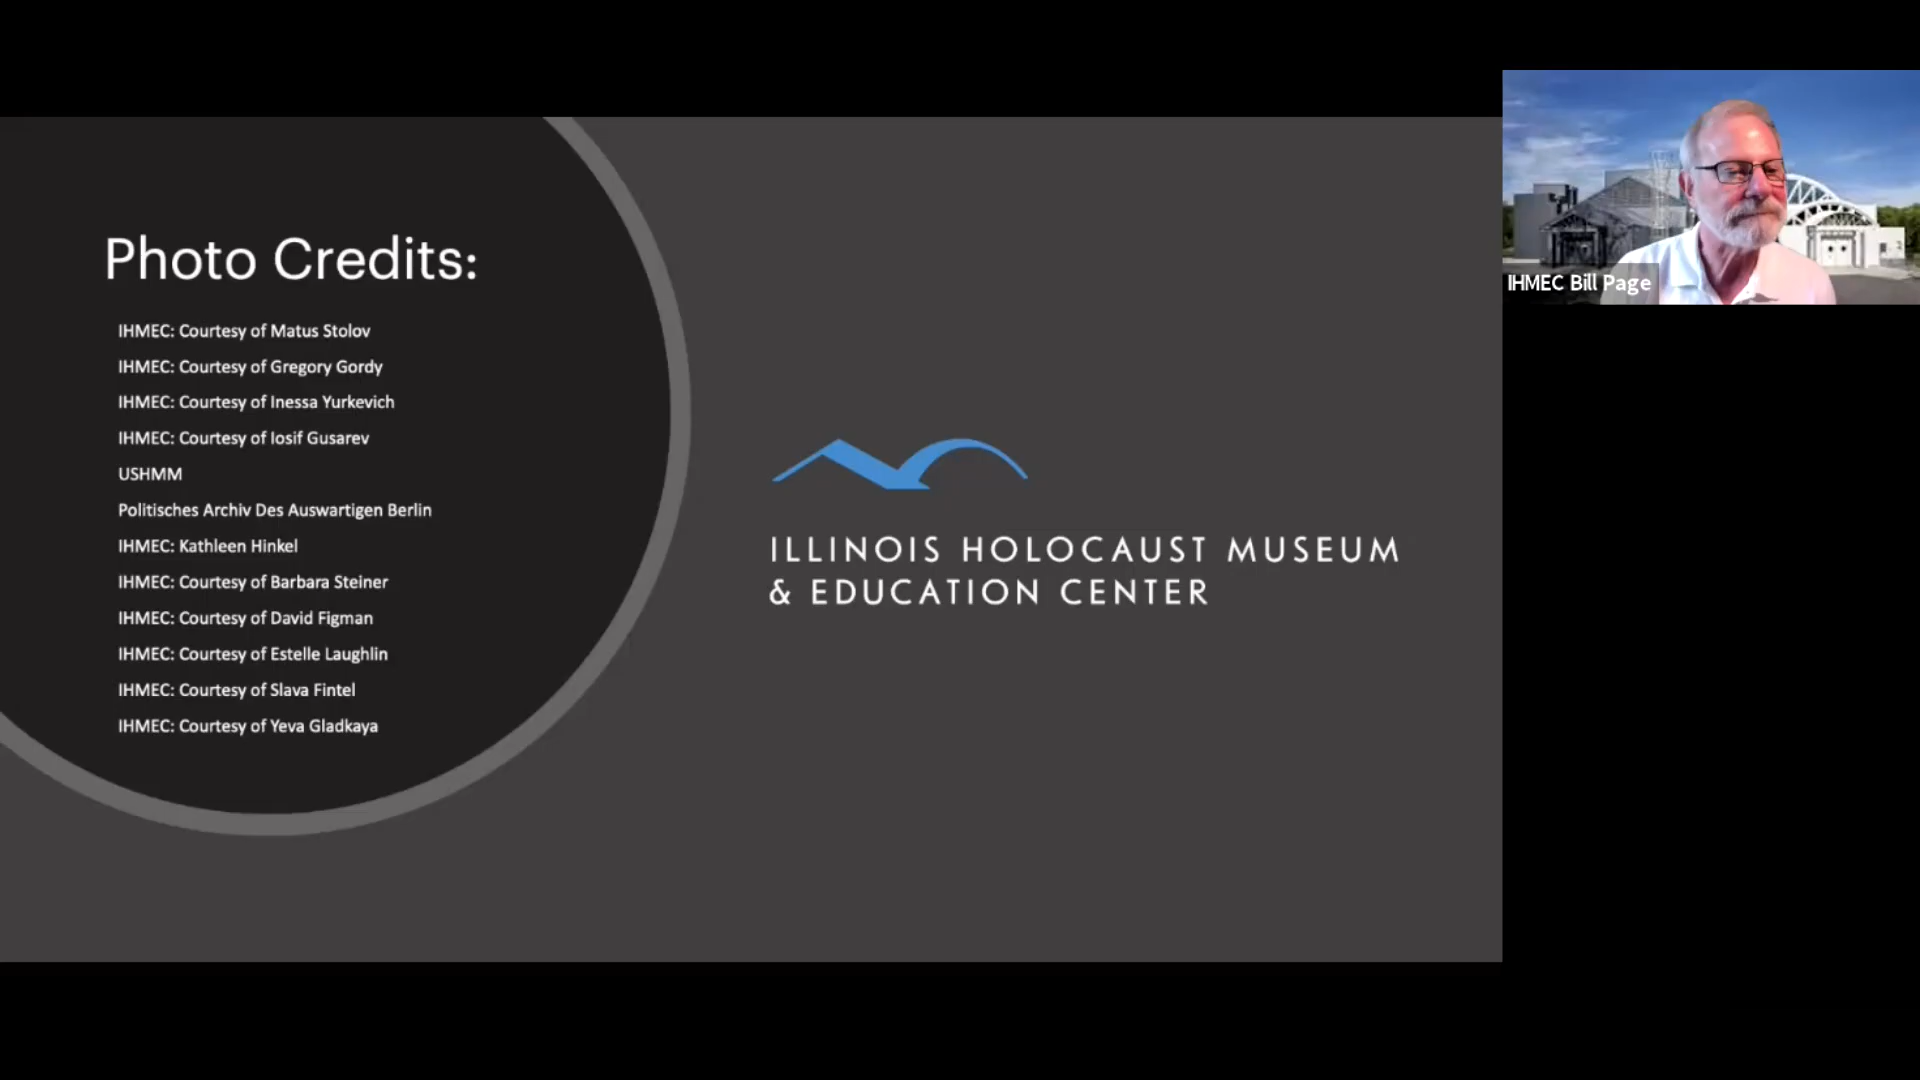 Photo Credits:
IHMEC: Courtesy of Matus Stolov
IHMEC: Courtesy of Gregory Gordy
IHMEC: Courtesy of Inessa Yurkevich
IHMEC: Courtesy of Iosif Gusarev
USHMM
Politisches Archiv Des Auswartigen Berlin
IHMEC: Kathleen Hinkel
IHMEC: Courtesy of Barbara Steiner
IHMEC: Courtesy of David Figman
IHMEC: Courtesy of Estelle Laughlin
IHMEC: Courtesy of Slava Fintel
IHMEC: Courtesy of Yeva Gladkaya
ILLINOIS HOLOCAUST MUSEUM
& EDUCATION CENTER
IHMEC Bill Page